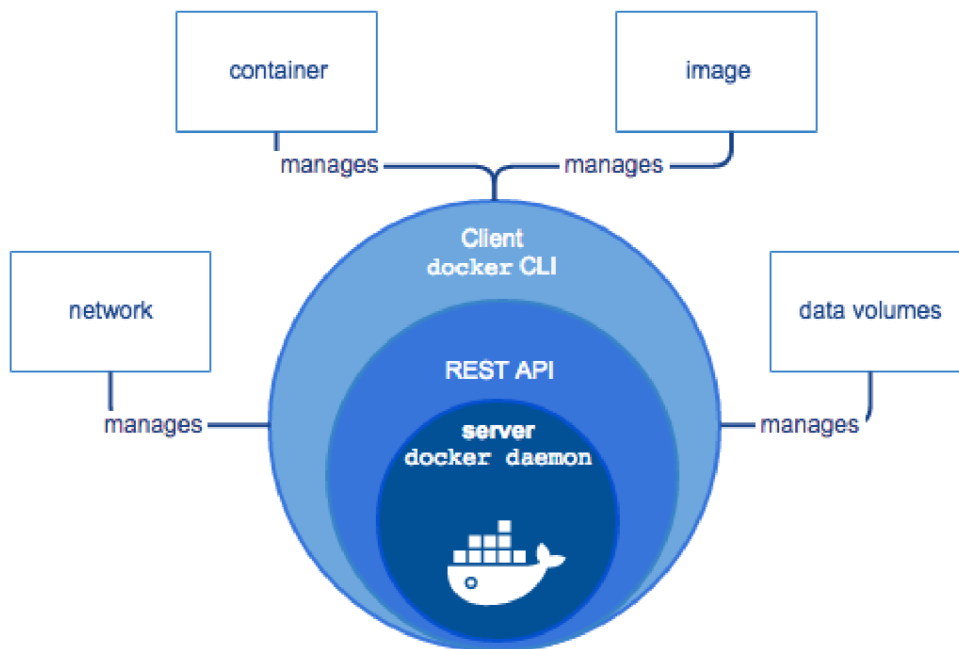 container
image
manages
manages
Client
docker CLI
network
data volumes
REST API
manages
manages
server
docker daemon